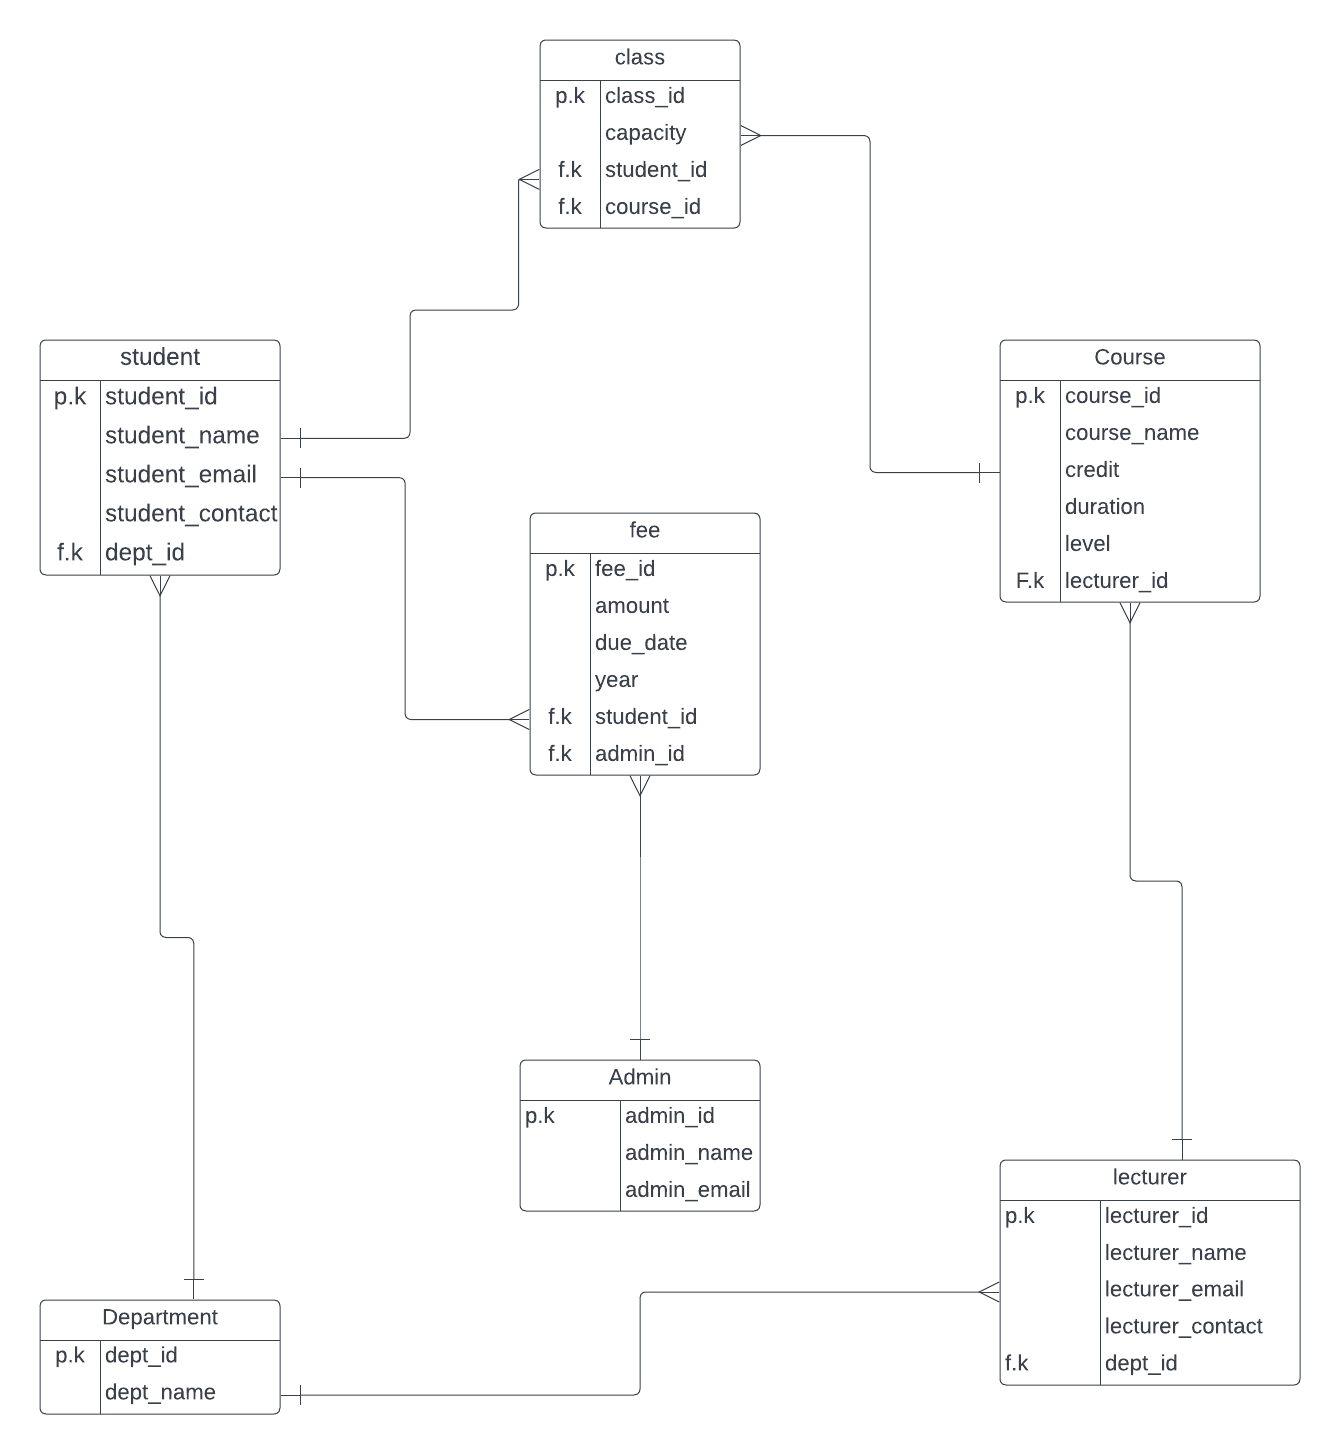 class
p.k class_id
capacity
f.k student_id
f.k course_id
student
p.k student_id
student_name
student_email
student_contact
f.k dept_id
Course
p.k course_id
course_name
credit
duration
level
F.k lecturer_id
fee
p.k fee_id
amount
due_date
year
f.k student_id
f.k admin_id
Admin
p.k admin_id
admin_name
admin_email
lecturer
p.k lecturer_id
lecturer_name
lecturer_email
lecturer_contact
f.k dept_id
Department
p.k dept_id
dept_name